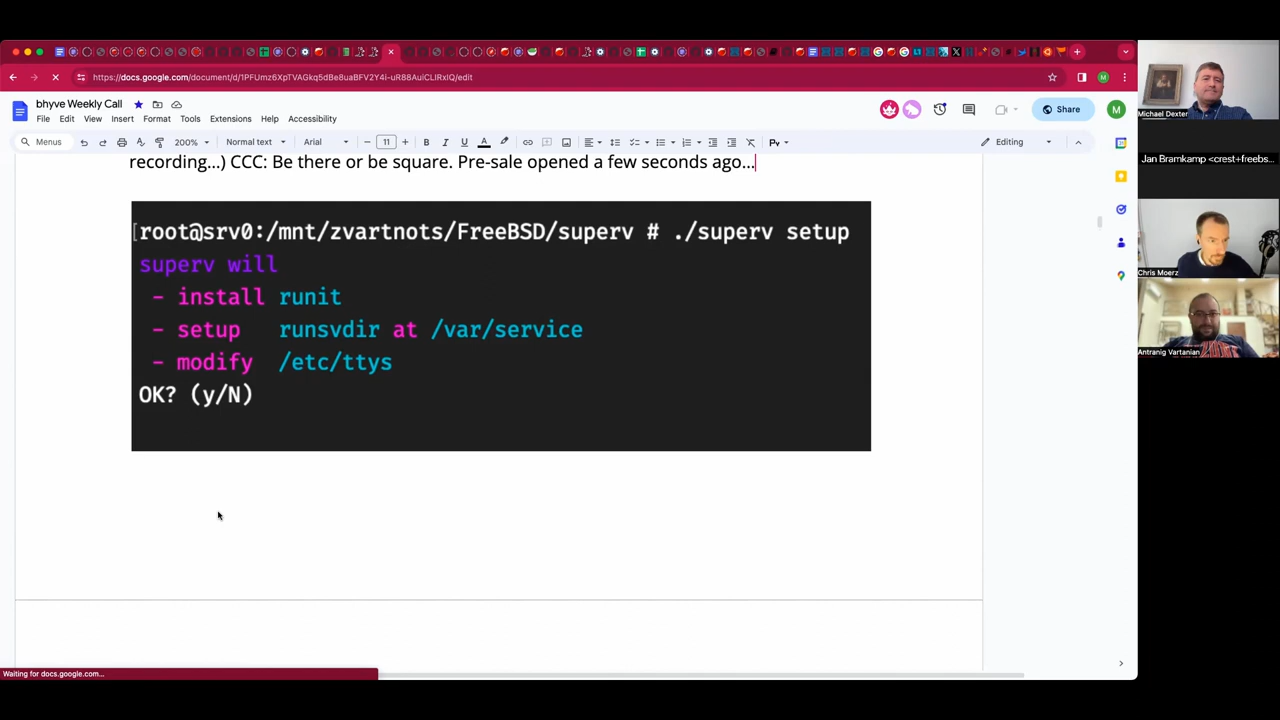 https://docs.google.com/document/d/1PFUmz6XpTVAGkq5dBe8uaBFV2Y4i-uR88AuiCLlRxIQ/edit
bhyve Weekly Call
File Edit View Insert Format Tools Extensions Help Accessibility
Share
M
Menus
200%
Normal text
Arial
11
B I U A
Editing
recording...) CCC: Be there or be square. Pre-sale opened a few seconds ago...
[root@srv0:/mnt/zvartnots/FreeBSD/superv # ./superv setup
superv will
- install runit
- setup runsvdir at /var/service
- modify /etc/ttys
OK? (y/N)
Waiting for docs.google.com...
Michael Dexter
Jan Bramkamp <crest+freebs...
Chris Moerz
Antranig Vartanian